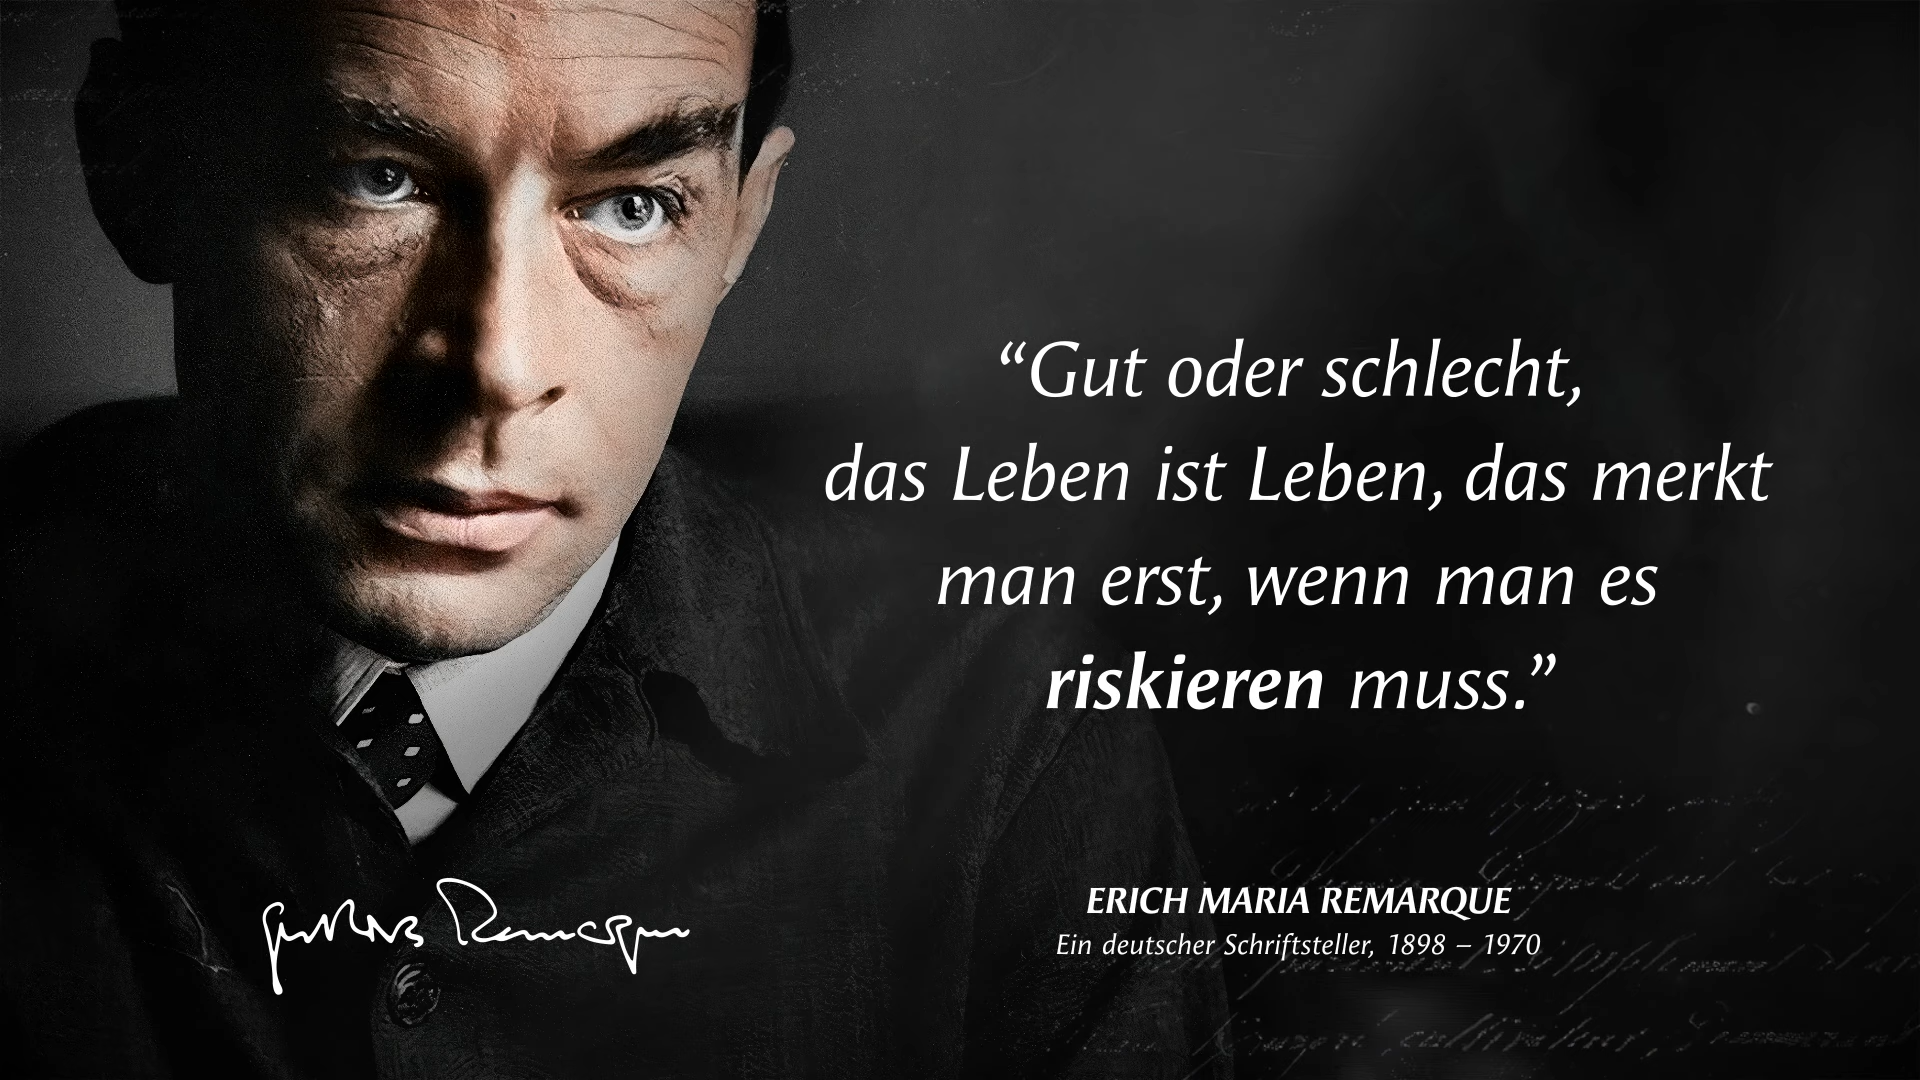 “Gut oder schlecht,
das Leben ist Leben, das merkt
man erst, wenn man es
riskieren muss.”
ERICH MARIA REMARQUE
Ein deutscher Schriftsteller, 1898 – 1970